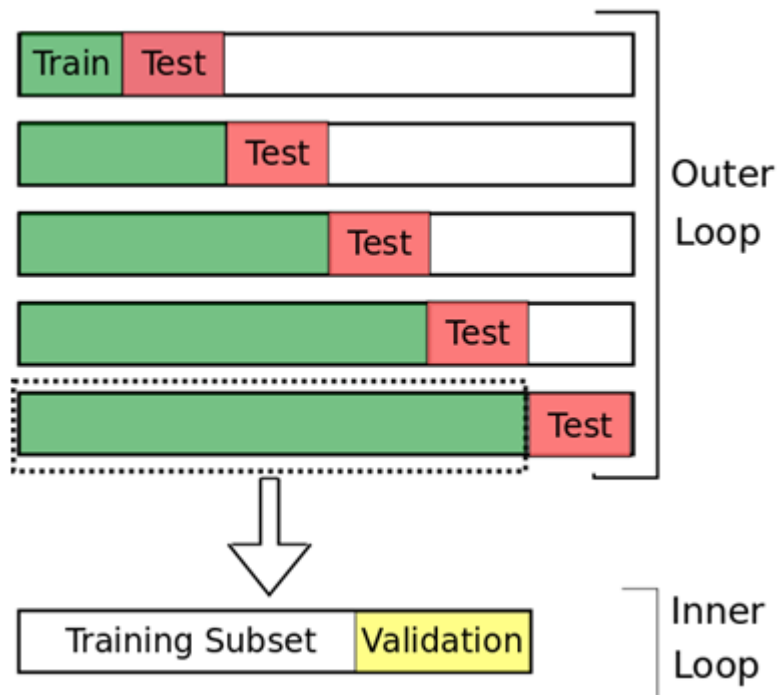 Train Test
Test
Test
Test
Test
Outer
Loop
Training Subset Validation
Inner
Loop